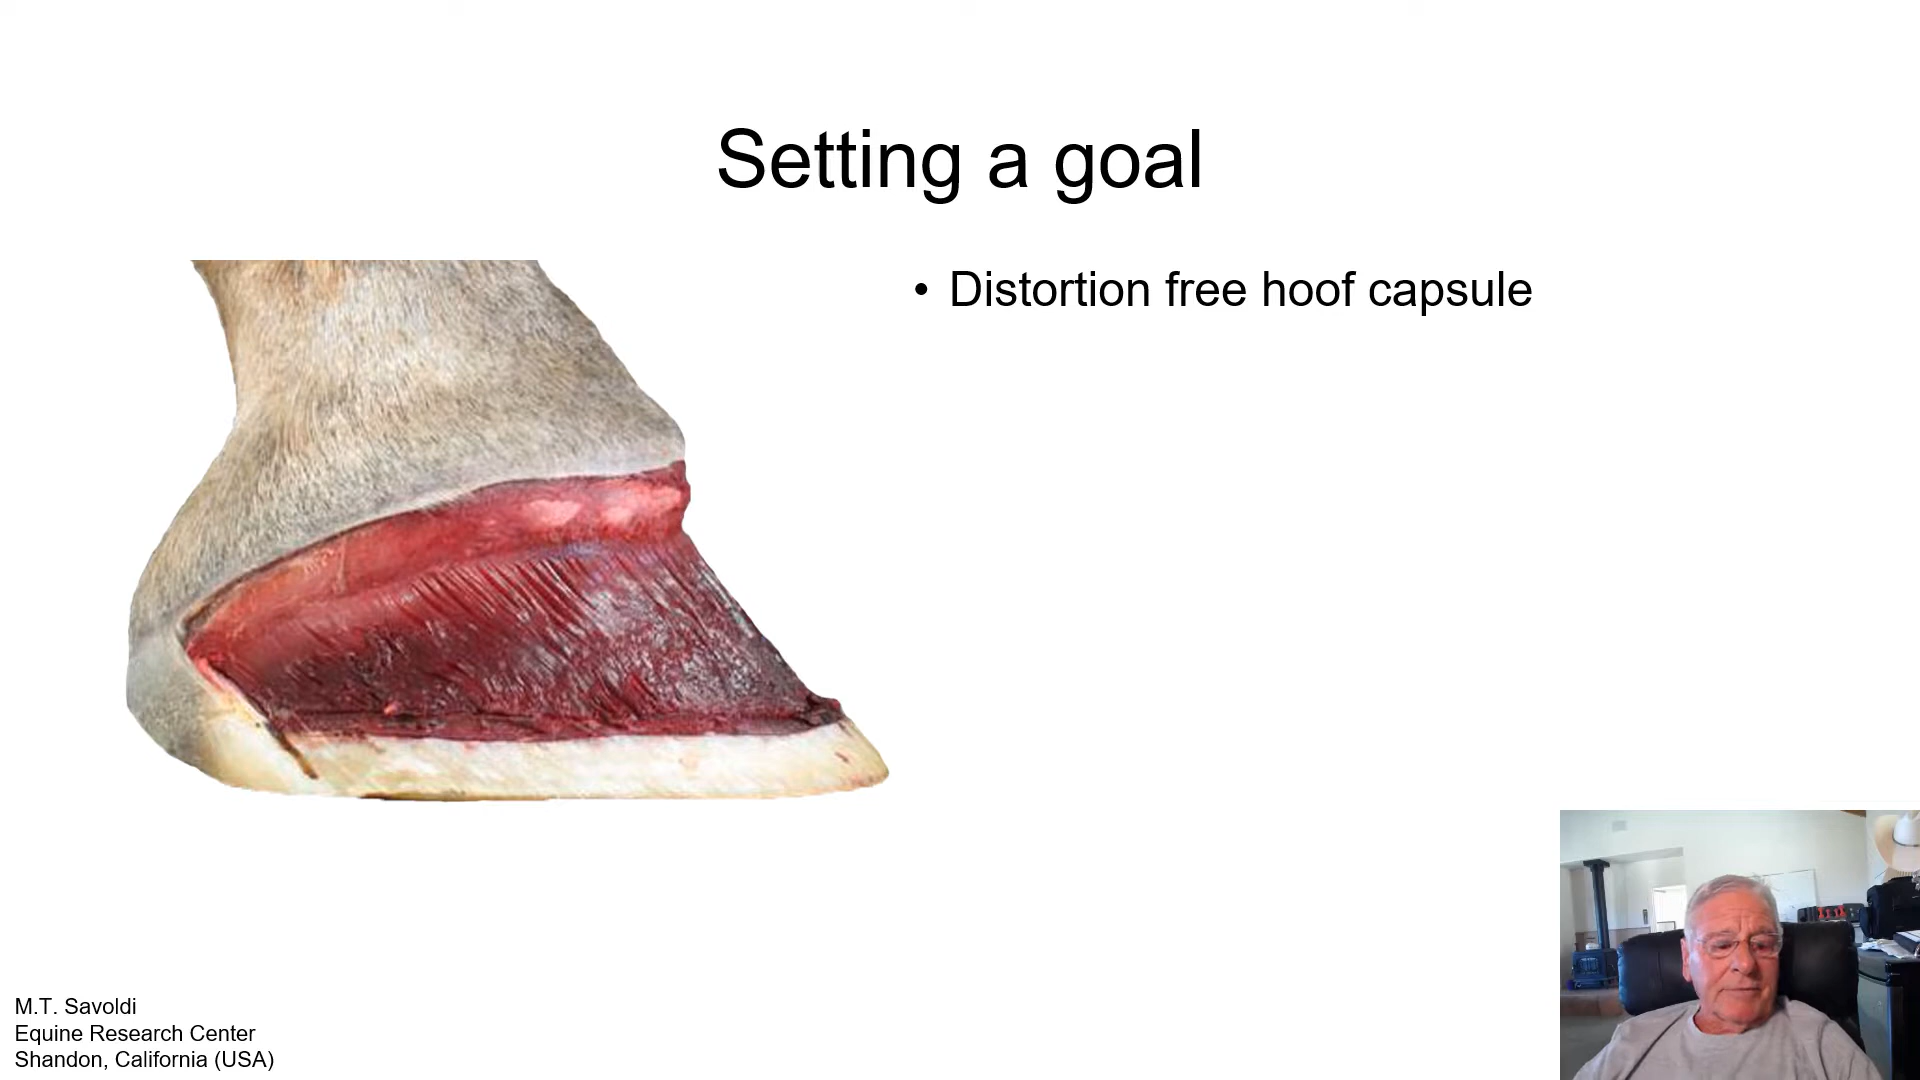 Setting a goal
• Distortion free hoof capsule
M.T. Savoldi
Equine Research Center
Shandon, California (USA)